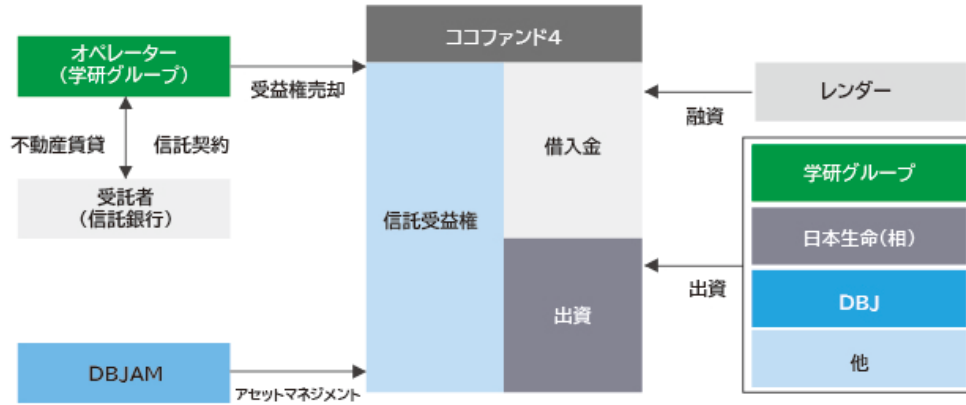 ココファンド4
オペレーター
(学研グループ)
受益権売却
不動産賃貸
信託契約
受託者
(信託銀行)
DBJAM
アセットマネジメント
信託受益権
借入金
出資
融資
レンダー
出資
学研グループ
日本生命(相)
DBJ
他